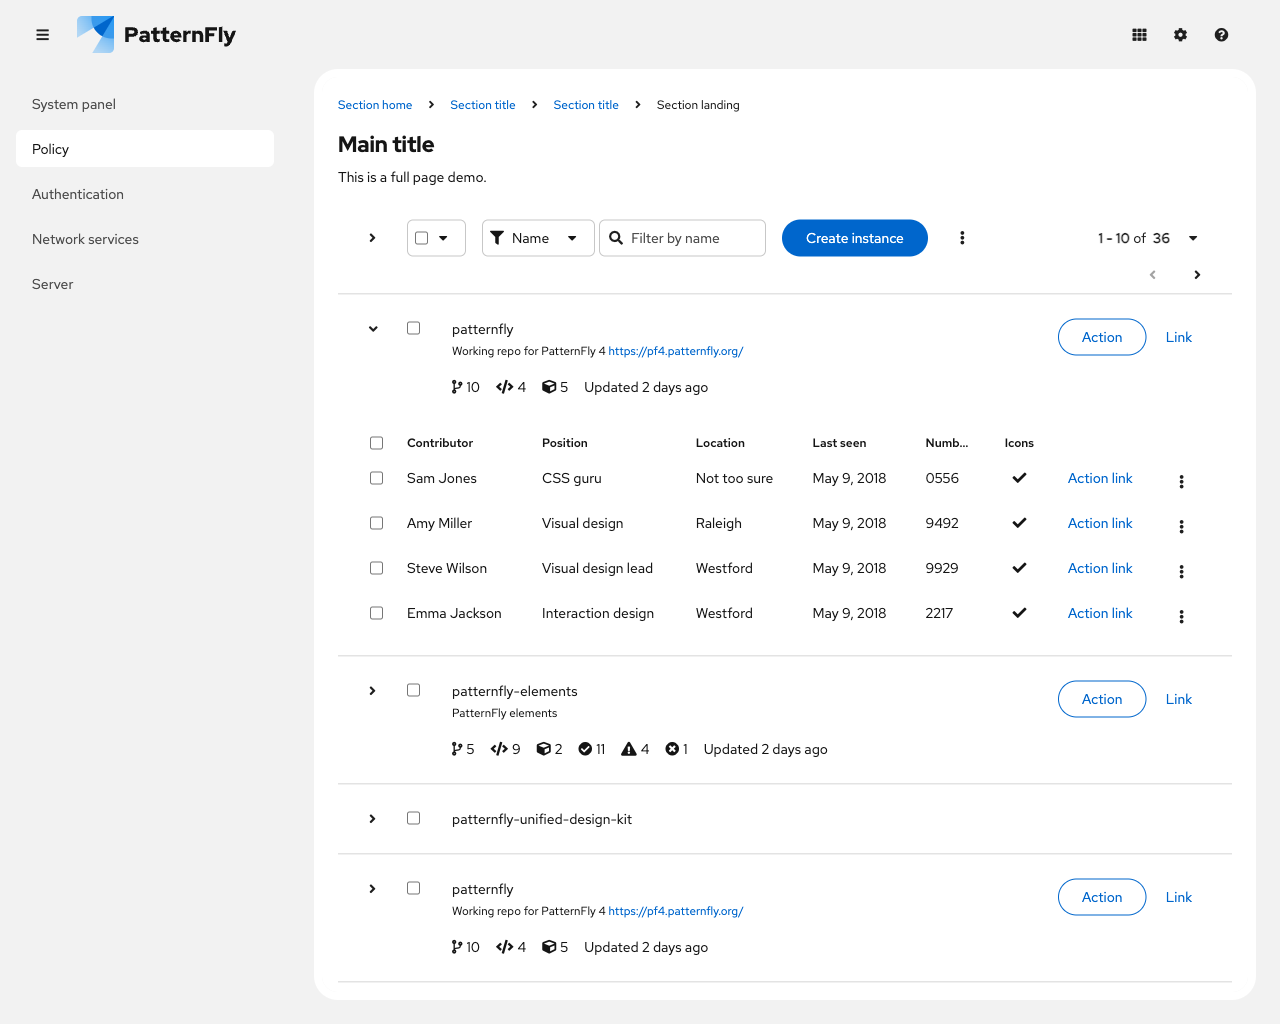 PatternFly
System panel
Policy
Authentication
Network services
Server
Section home Section title Section title Section landing
Main title
This is a full page demo.
Name Filter by name Create instance 1 - 10 of 36
patternfly Action Link
Working repo for PatternFly 4 https://pf4.patternfly.org/
10 4 5 Updated 2 days ago
Contributor Position Location Last seen Numb... Icons
Sam Jones CSS guru Not too sure May 9, 2018 0556 Action link
Amy Miller Visual design Raleigh May 9, 2018 9492 Action link
Steve Wilson Visual design lead Westford May 9, 2018 9929 Action link
Emma Jackson Interaction design Westford May 9, 2018 2217 Action link
patternfly-elements Action Link
PatternFly elements
5 9 2 11 4 1 Updated 2 days ago
patternfly-unified-design-kit
patternfly Action Link
Working repo for PatternFly 4 https://pf4.patternfly.org/
10 4 5 Updated 2 days ago